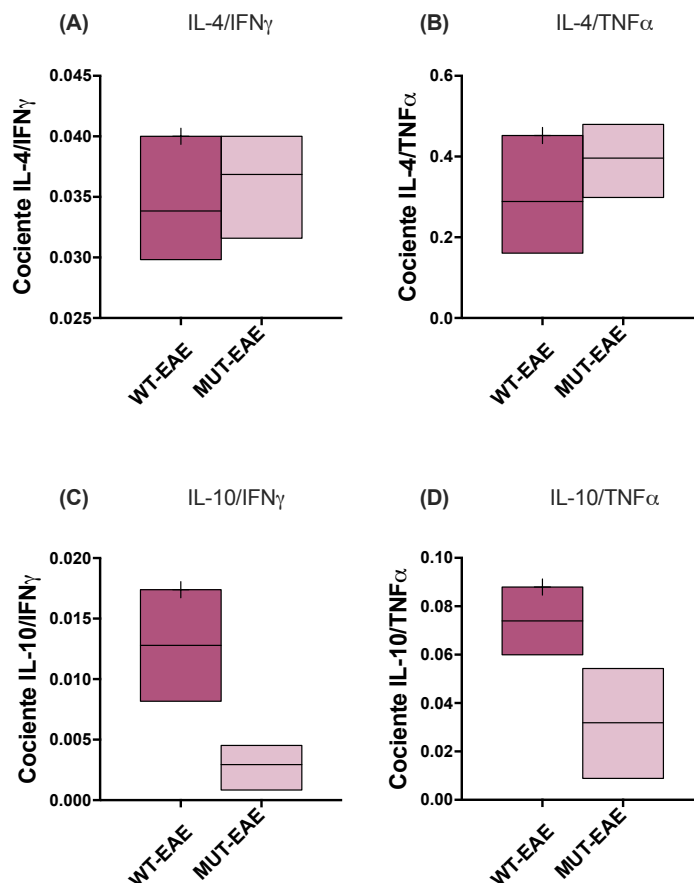 (A) IL-4/IFNγ
Cociente IL-4/IFNγ
0.045
0.040
0.035
0.030
0.025
WT-EAE
MUT-EAE
(B) IL-4/TNFα
Cociente IL-4/TNFα
0.6
0.4
0.2
0.0
WT-EAE
MUT-EAE
(C) IL-10/IFNγ
Cociente IL-10/IFNγ
0.020
0.015
0.010
0.005
0.000
WT-EAE
MUT-EAE
(D) IL-10/TNFα
Cociente IL-10/TNFα
0.10
0.08
0.06
0.04
0.02
0.00
WT-EAE
MUT-EAE